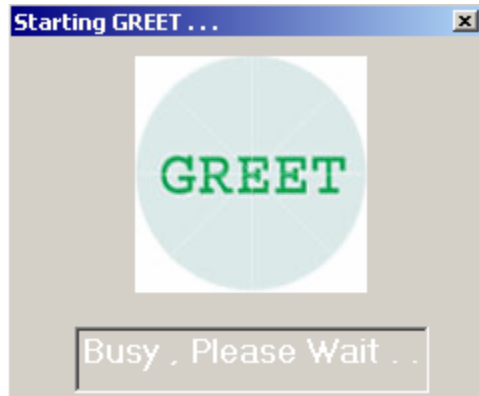 Starting GREET . . .
GREET
Busy , Please Wait . .